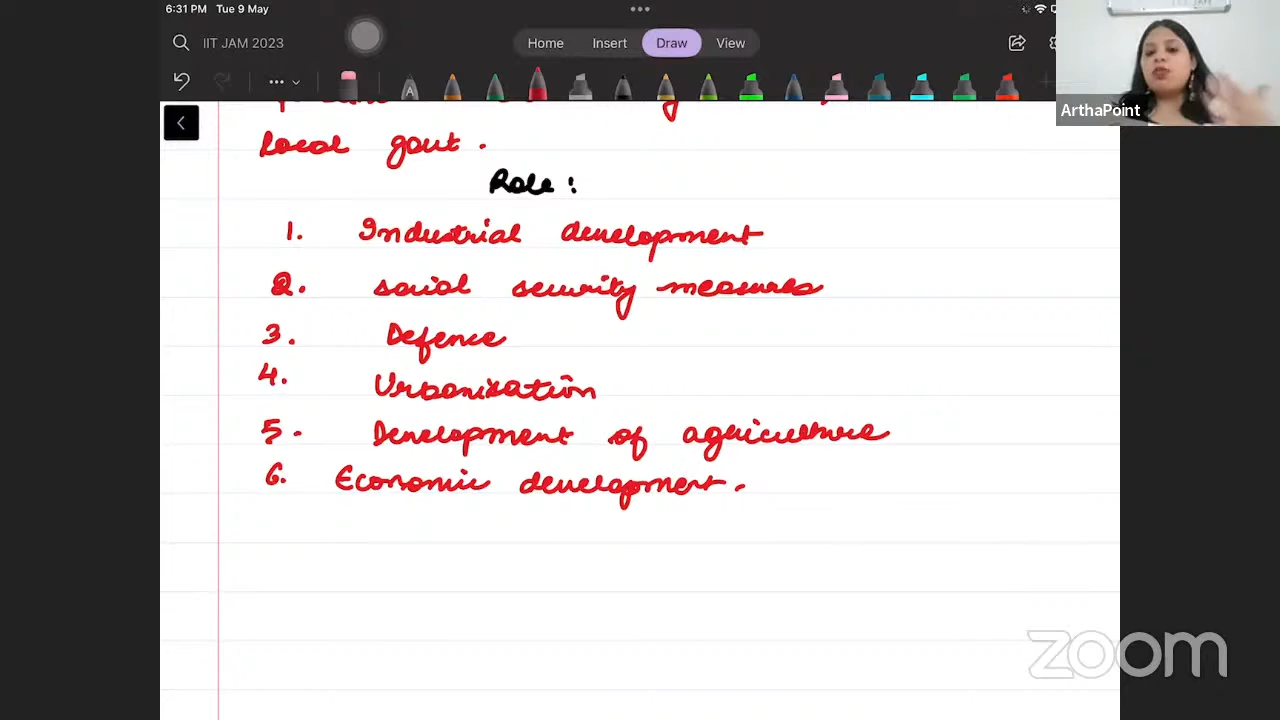 6:31 PM Tue 9 May
IIT JAM 2023
Home Insert Draw View
A
ArthaPoint
local govt.
Role:
1. Industrial development
2. social security measures
3. Defence
4. Urbanization
5. Development of agriculture
6. Economic development.
zoom